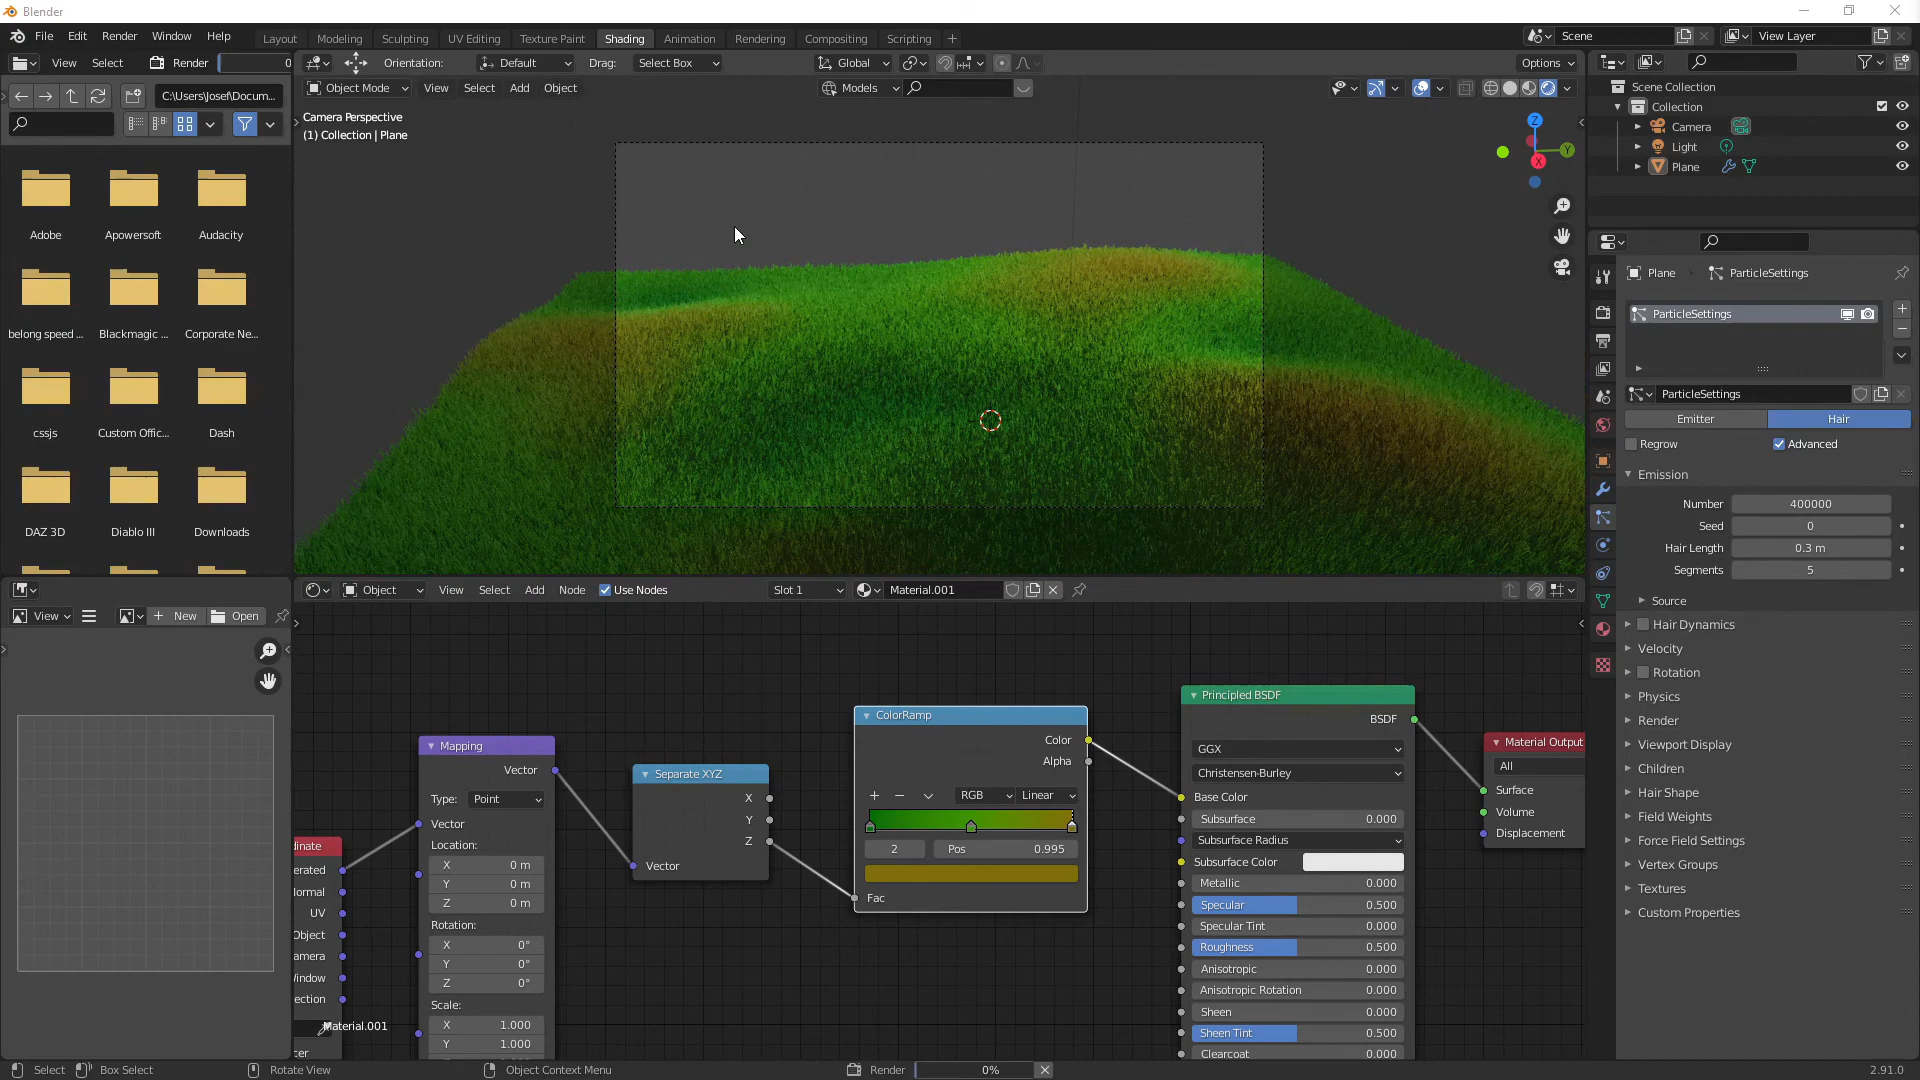 Blender
File Edit Render Window Help
Layout Modeling Sculpting UV Editing Texture Paint Shading Animation Rendering Compositing Scripting +
Scene View Layer
View Select Render 0
Orientation: Default Drag: Select Box Global Options
C:\Users\Josef\Docum...
Object Mode View Select Add Object Models
Camera Perspective
(1) Collection | Plane
Adobe Apowersoft Audacity
belong speed ... Blackmagic ... Corporate Ne...
cssjs Custom Offic... Dash
DAZ 3D Diablo III Downloads
Z
Y
X
Scene Collection
Collection
Camera
Light
Plane
Plane ParticleSettings
ParticleSettings
ParticleSettings
Emitter Hair
Regrow Advanced
Emission
Number 400000
Seed 0
Hair Length 0.3 m
Segments 5
Source
Hair Dynamics
Velocity
Rotation
Physics
Render
Viewport Display
Children
Hair Shape
Field Weights
Force Field Settings
Vertex Groups
Textures
Custom Properties
View New Open
Object View Select Add Node Use Nodes Slot 1 Material.001
dinate
erated
lormal
UV
Object
amera
Vindow
ection
cer
Material.001
Mapping
Vector
Type: Point
Vector
Location:
X 0 m
Y 0 m
Z 0 m
Rotation:
X 0°
Y 0°
Z 0°
Scale:
X 1.000
Y 1.000
Separate XYZ
X
Y
Z
Vector
ColorRamp
Color
Alpha
+ − RGB Linear
2 Pos 0.995
Fac
Principled BSDF
BSDF
GGX
Christensen-Burley
Base Color
Subsurface 0.000
Subsurface Radius
Subsurface Color
Metallic 0.000
Specular 0.500
Specular Tint 0.000
Roughness 0.500
Anisotropic 0.000
Anisotropic Rotation 0.000
Sheen 0.000
Sheen Tint 0.500
Clearcoat 0.000
Material Output
All
Surface
Volume
Displacement
Select Box Select Rotate View Object Context Menu Render 0% 2.91.0